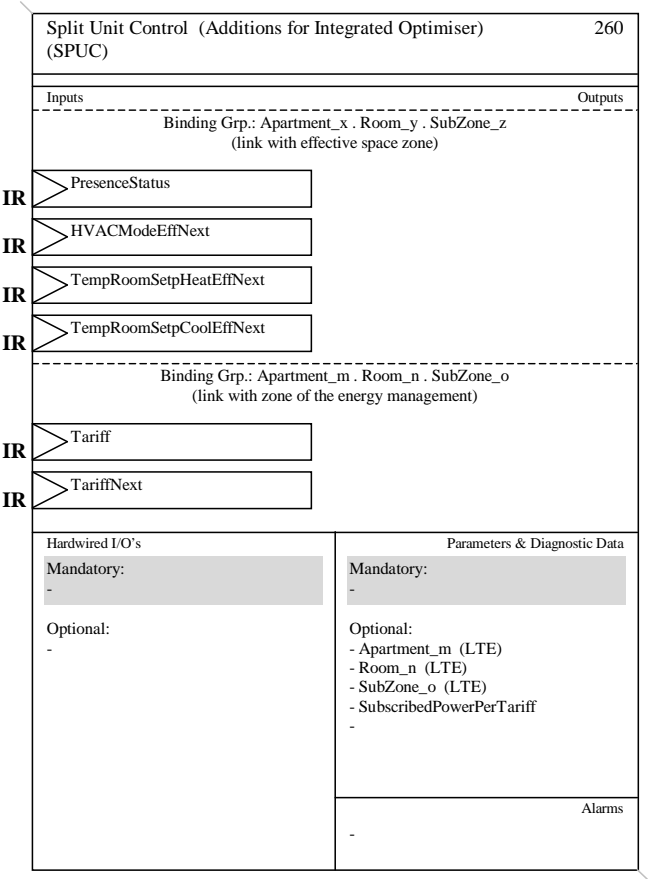 Split Unit Control (Additions for Integrated Optimiser) 260
(SPUC)
Inputs Outputs
Binding Grp.: Apartment_x . Room_y . SubZone_z
(link with effective space zone)
IR PresenceStatus
IR HVACModeEffNext
IR TempRoomSetpHeatEffNext
IR TempRoomSetpCoolEffNext
Binding Grp.: Apartment_m . Room_n . SubZone_o
(link with zone of the energy management)
IR Tariff
IR TariffNext
Hardwired I/O's
Mandatory:
-
Optional:
-
Parameters & Diagnostic Data
Mandatory:
-
Optional:
- Apartment_m (LTE)
- Room_n (LTE)
- SubZone_o (LTE)
- SubscribedPowerPerTariff
-
Alarms
-